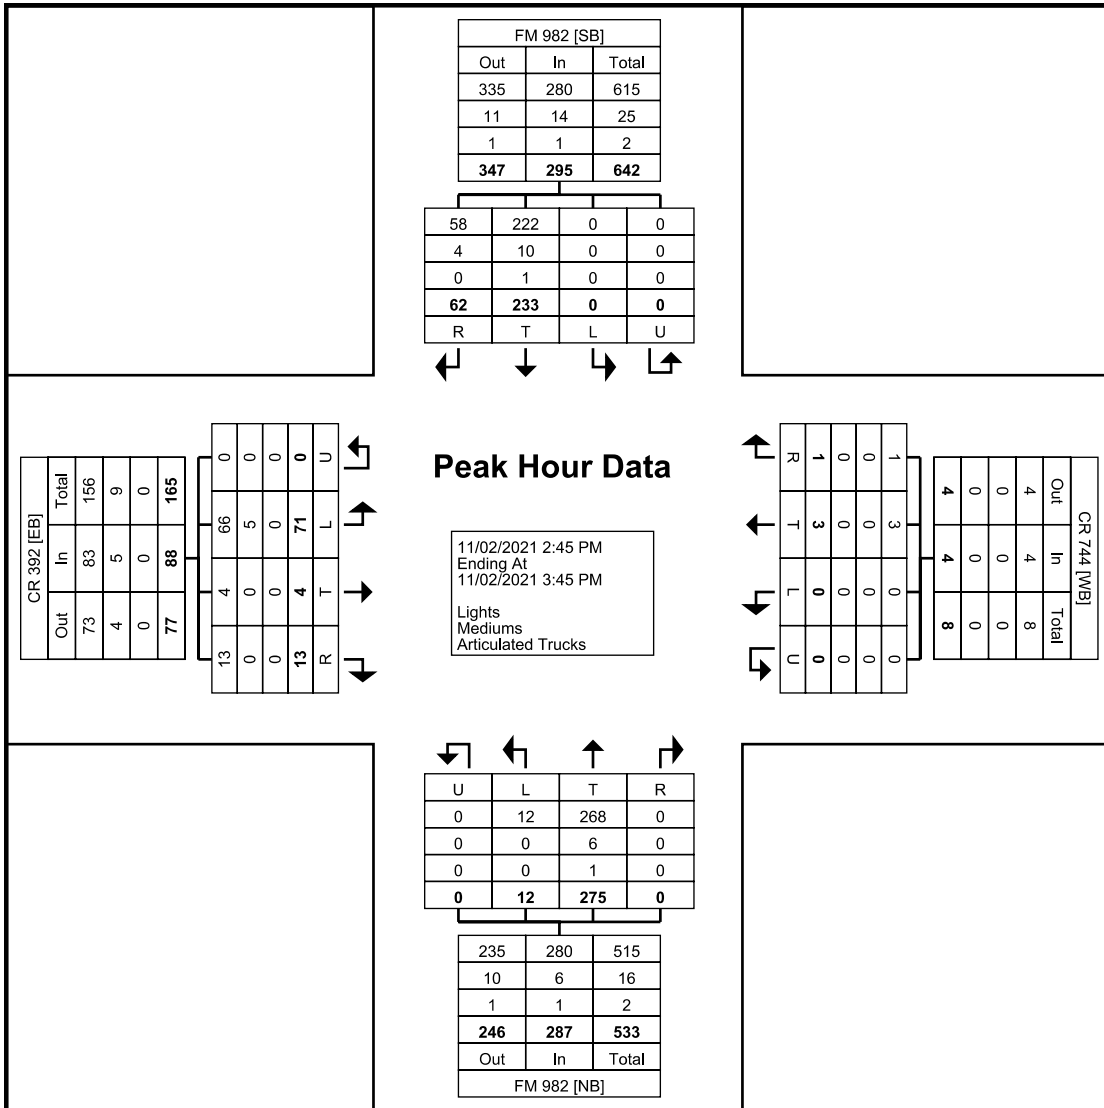 FM 982 [SB]
Out In Total
335 280 615
11 14 25
1 1 2
347 295 642
58 222 0 0
4 10 0 0
0 1 0 0
62 233 0 0
R T L U
CR 392 [EB]
Total In Out
156 83 73
9 5 4
0 0 0
165 88 77
0 66 4 13
0 5 0 0
0 0 0 0
0 71 4 13
U L T R
Peak Hour Data
11/02/2021 2:45 PM
Ending At
11/02/2021 3:45 PM
Lights
Mediums
Articulated Trucks
CR 744 [WB]
Out In Total
4 4 8
0 0 0
0 0 0
4 4 8
1 3 0 0
0 0 0 0
0 0 0 0
1 3 0 0
R T L U
U L T R
0 12 268 0
0 0 6 0
0 0 1 0
0 12 275 0
235 280 515
10 6 16
1 1 2
246 287 533
Out In Total
FM 982 [NB]